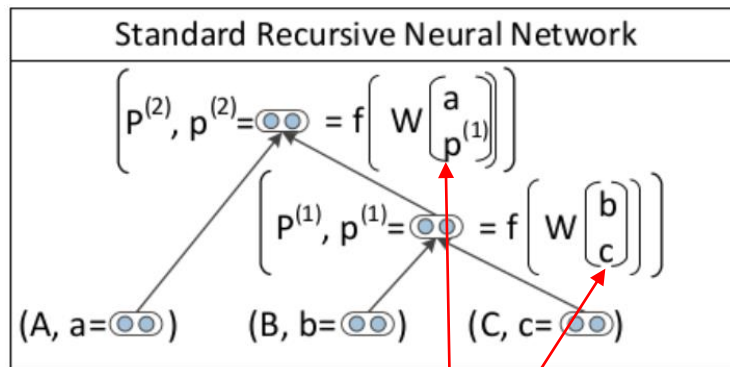 Standard Recursive Neural Network
(P^(2), p^(2)= = f(W(a
p^(1))))
(P^(1), p^(1)= = f(W(b
c)))
(A, a= ) (B, b= ) (C, c= )